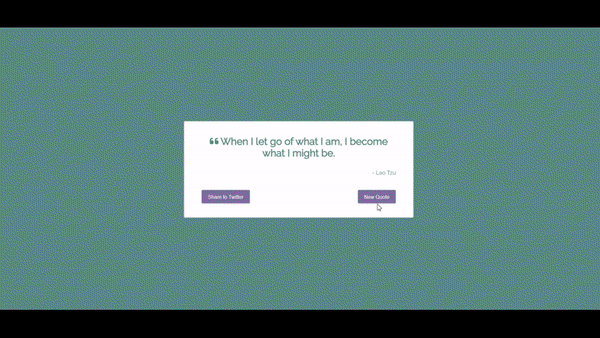 ❝ When I let go of what I am, I become
what I might be.
- Lao Tzu
Share to Twitter
New Quote